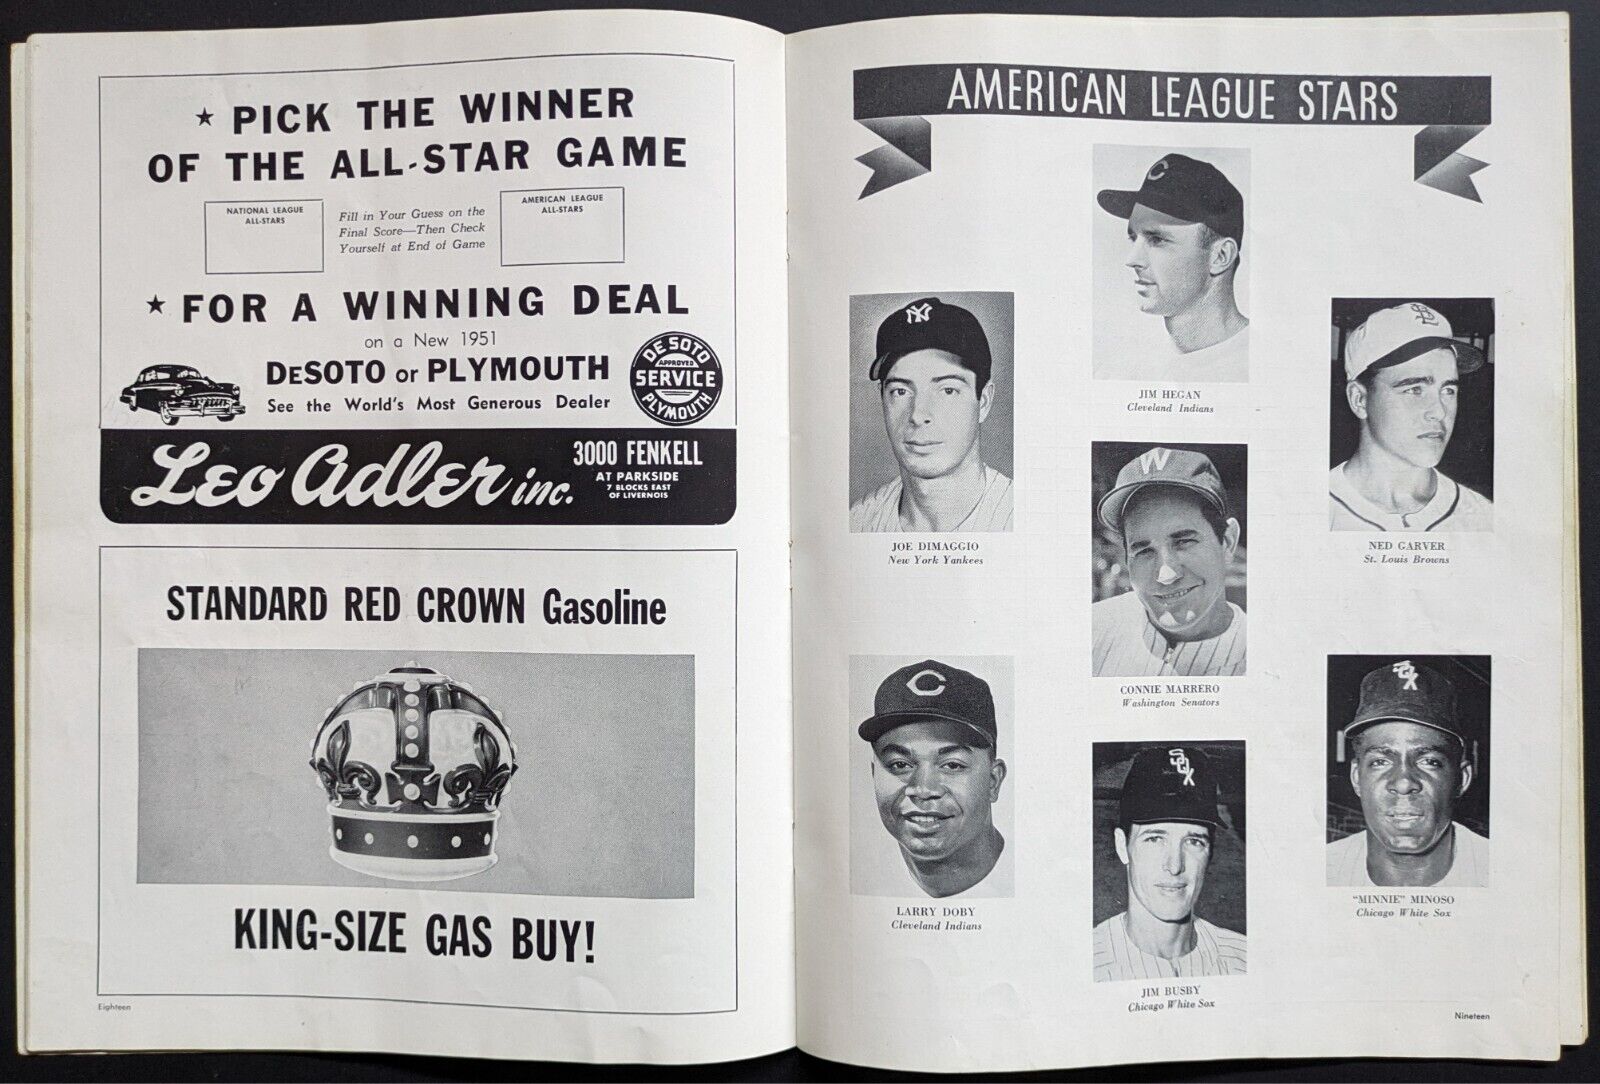 ★ PICK THE WINNER
OF THE ALL-STAR GAME
NATIONAL LEAGUE
ALL-STARS
Fill in Your Guess on the
Final Score—Then Check
Yourself at End of Game
AMERICAN LEAGUE
ALL-STARS
★ FOR A WINNING DEAL
on a New 1951
DESOTO or PLYMOUTH
See the World's Most Generous Dealer
DE SOTO
APPROVED
SERVICE
PLYMOUTH
Leo Adler inc.
3000 FENKELL
AT PARKSIDE
7 BLOCKS EAST
OF LIVERNOIS
STANDARD RED CROWN Gasoline
KING-SIZE GAS BUY!
Eighteen
AMERICAN LEAGUE STARS
C
JIM HEGAN
Cleveland Indians
NY
JOE DIMAGGIO
New York Yankees
StL
NED GARVER
St. Louis Browns
W
CONNIE MARRERO
Washington Senators
C
LARRY DOBY
Cleveland Indians
SOX
"MINNIE" MINOSO
Chicago White Sox
SOX
JIM BUSBY
Chicago White Sox
Nineteen